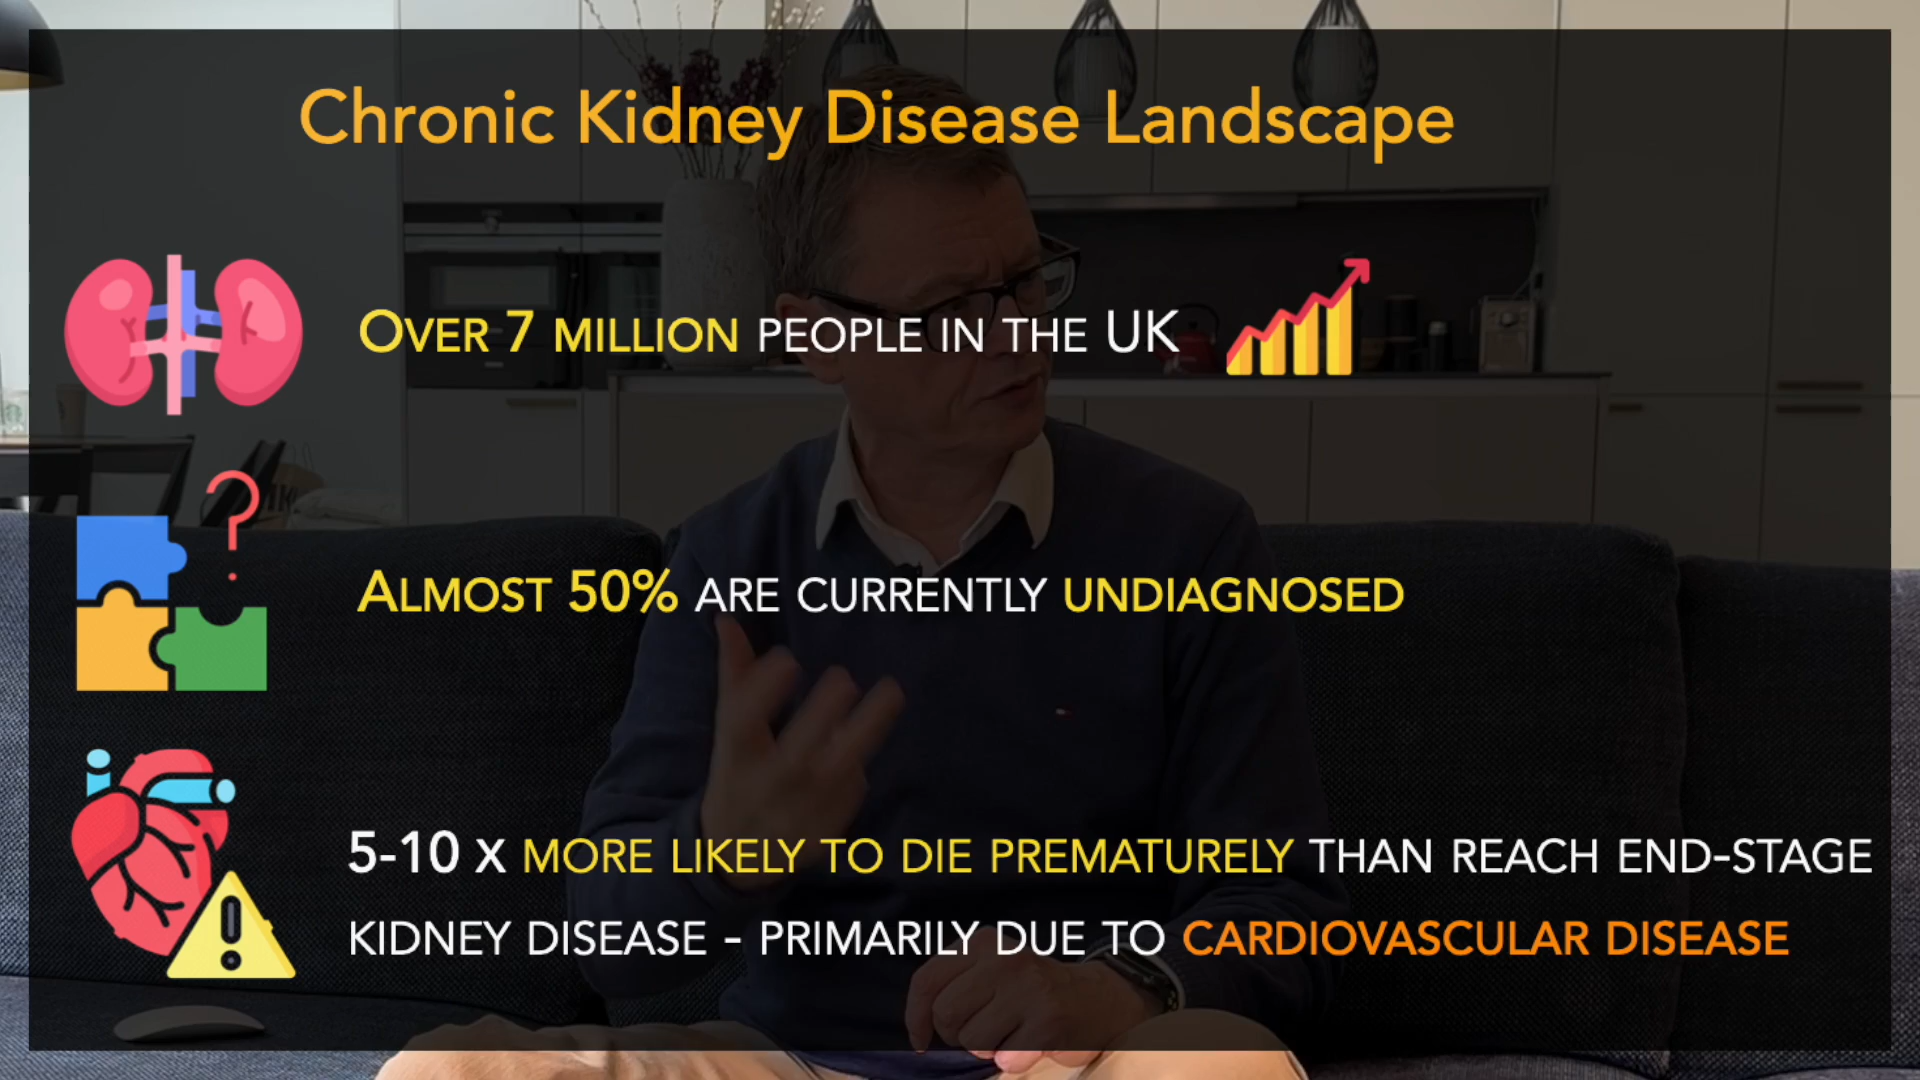 Chronic Kidney Disease Landscape
Over 7 million people in the UK
?
Almost 50% are currently undiagnosed
5-10 x more likely to die prematurely than reach end-stage
kidney disease - primarily due to cardiovascular disease
!